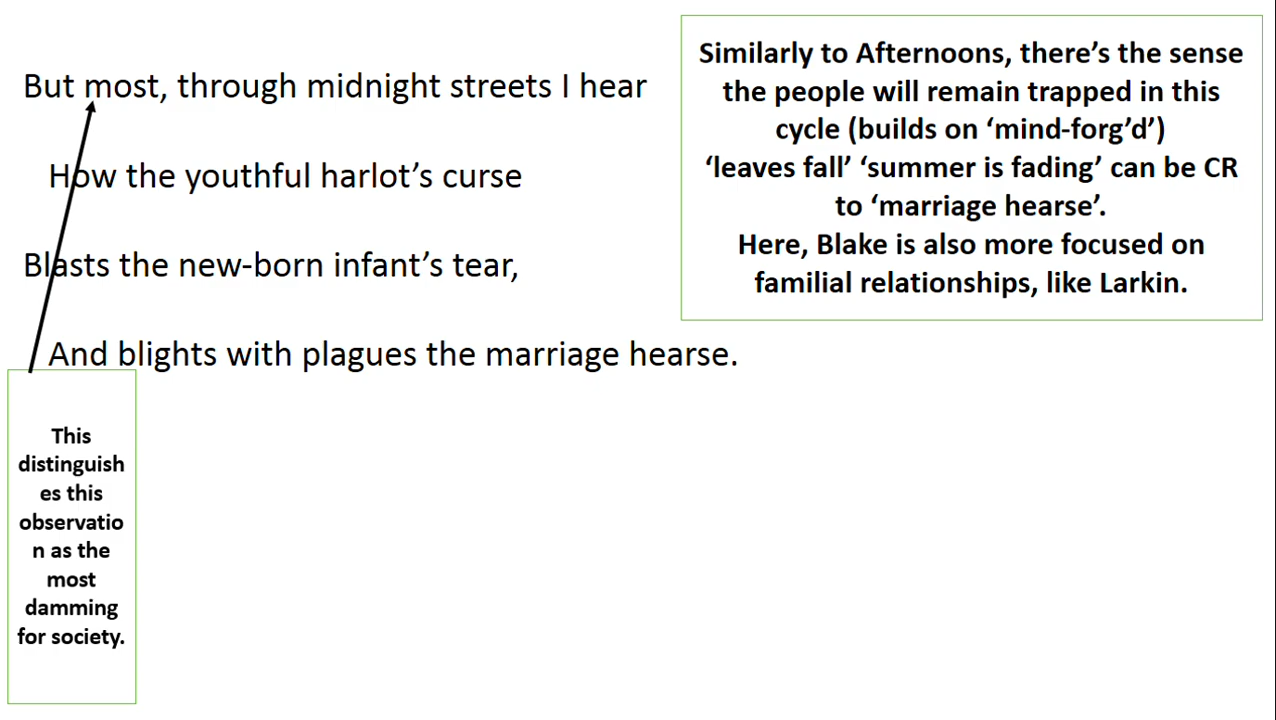 But most, through midnight streets I hear
How the youthful harlot’s curse
Blasts the new-born infant’s tear,
And blights with plagues the marriage hearse.
Similarly to Afternoons, there’s the sense
the people will remain trapped in this
cycle (builds on ‘mind-forg’d’)
‘leaves fall’ ‘summer is fading’ can be CR
to ‘marriage hearse’.
Here, Blake is also more focused on
familial relationships, like Larkin.
This
distinguish
es this
observatio
n as the
most
damming
for society.